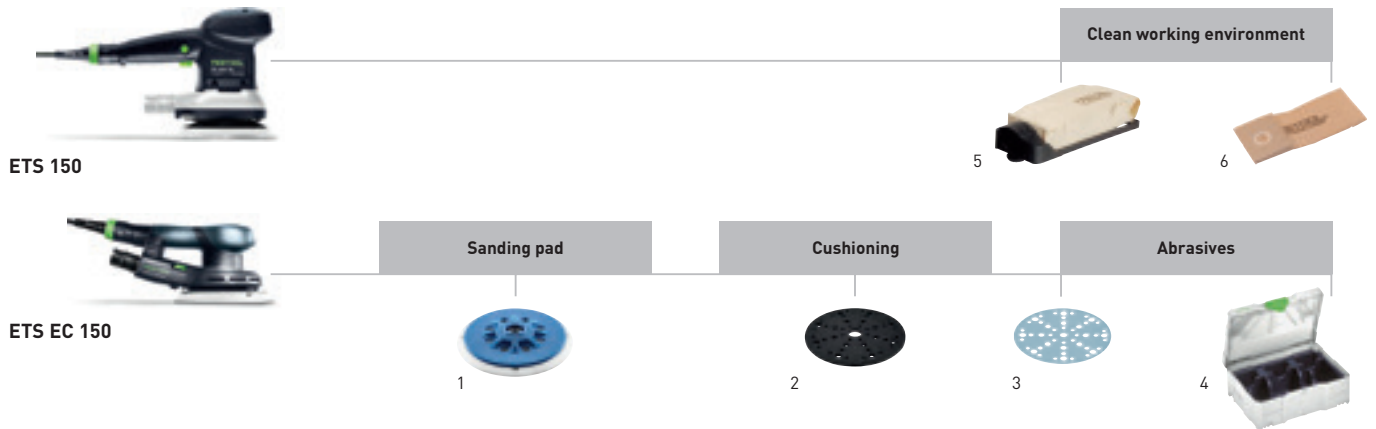 Clean working environment
5
6
ETS 150
Sanding pad
Cushioning
Abrasives
ETS EC 150
1
2
3
4